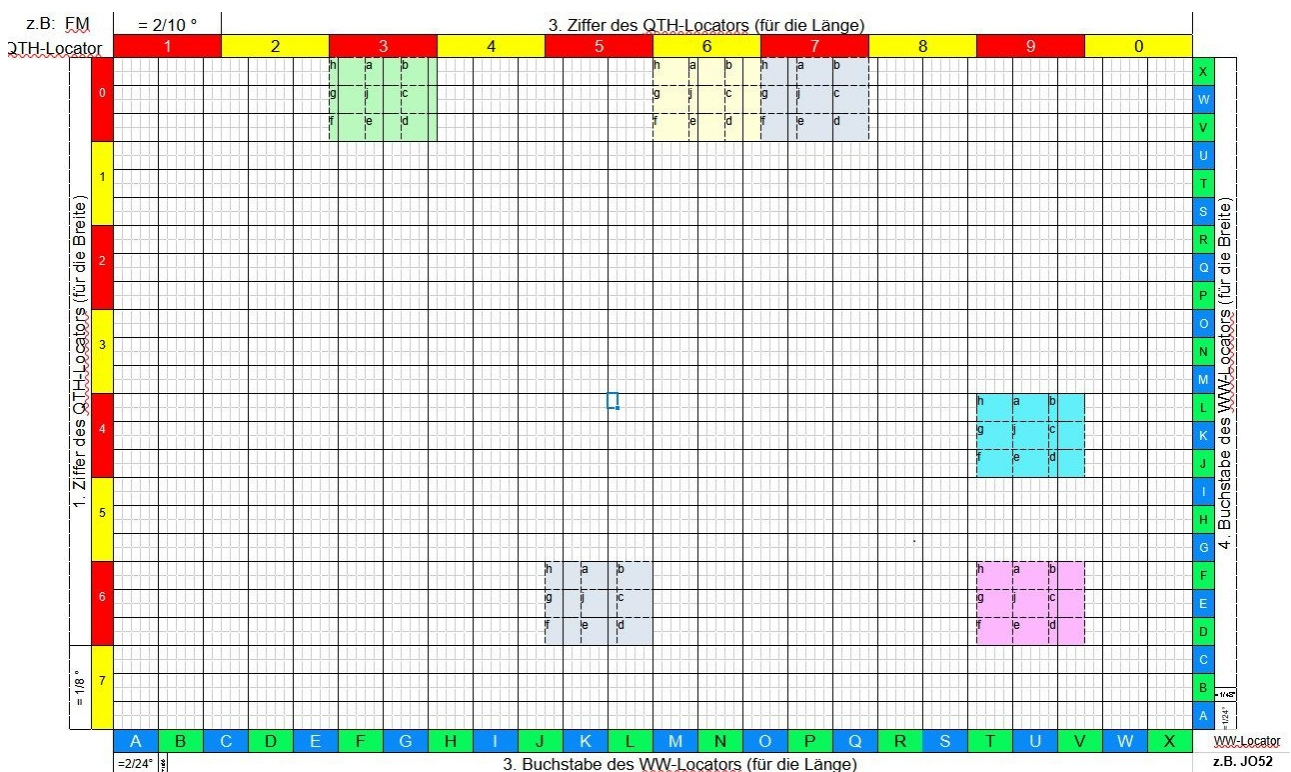 z.B: FM = 2/10 ° 3. Ziffer des QTH-Locators (für die Länge)
QTH-Locator 1 2 3 4 5 6 7 8 9 0
1. Ziffer des QTH-Locators (für die Breite)
0 1 2 3 4 5 6 7
= 1/8 °
h a b
g j c
f e d
h a b
g j c
f e d
h a b
g j c
f e d
h a b
g j c
f e d
h a b
g j c
f e d
h a b
g j c
f e d
X W V U T S R Q P O N M L K J I H G F E D C B A
4. Buchstabe des WW-Locators (für die Breite)
=1/24°
A B C D E F G H I J K L M N O P Q R S T U V W X
WW-Locator
=2/24° 3. Buchstabe des WW-Locators (für die Länge) z.B. JO52